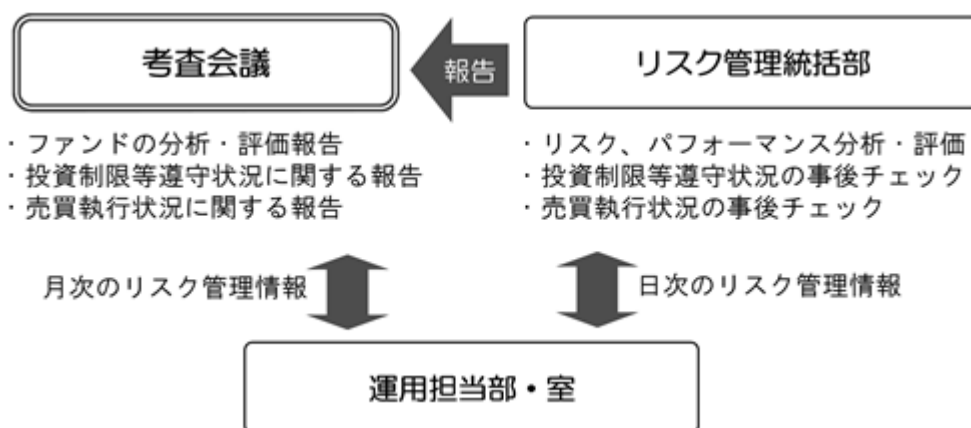 考査会議
報告
リスク管理統括部
・ファンドの分析・評価報告
・投資制限等遵守状況に関する報告
・売買執行状況に関する報告
・リスク、パフォーマンス分析・評価
・投資制限等遵守状況の事後チェック
・売買執行状況の事後チェック
月次のリスク管理情報
日次のリスク管理情報
運用担当部・室